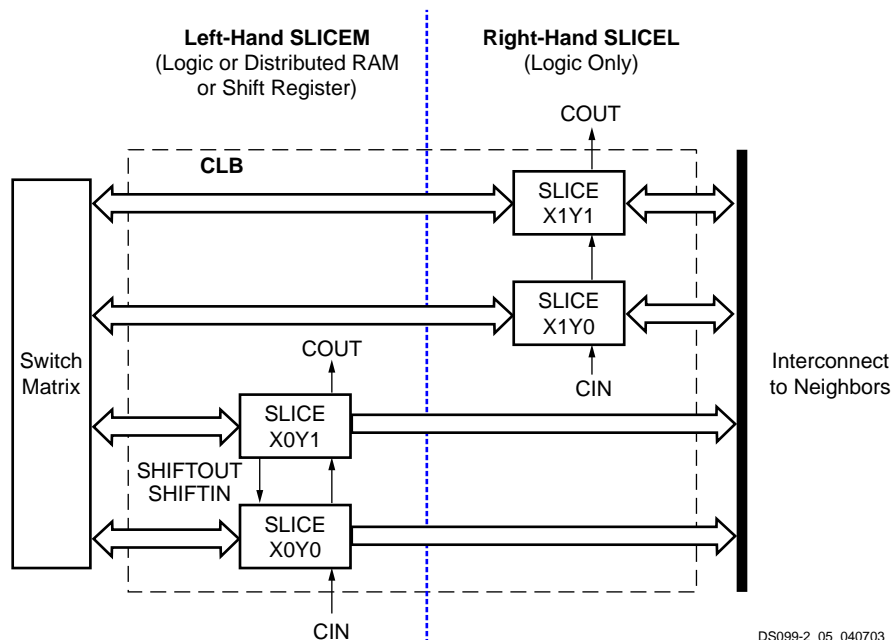 Left-Hand SLICEM
(Logic or Distributed RAM
or Shift Register)
Right-Hand SLICEL
(Logic Only)
COUT
CLB
SLICE
X1Y1
SLICE
X1Y0
COUT
CIN
Switch
Matrix
Interconnect
to Neighbors
SLICE
X0Y1
SHIFTOUT
SHIFTIN
SLICE
X0Y0
CIN
DS099-2_05_040703